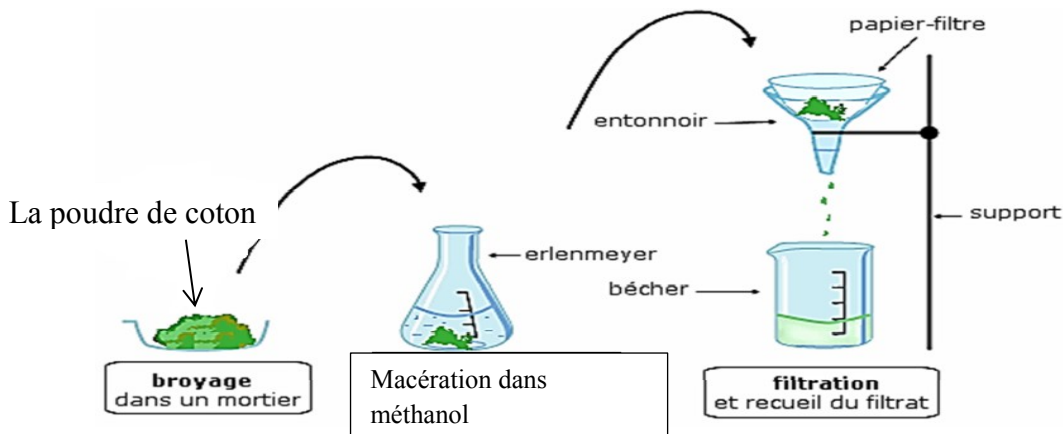 papier-filtre
entonnoir
La poudre de coton
support
erlenmeyer
bécher
broyage
dans un mortier
Macération dans
méthanol
filtration
et recueil du filtrat